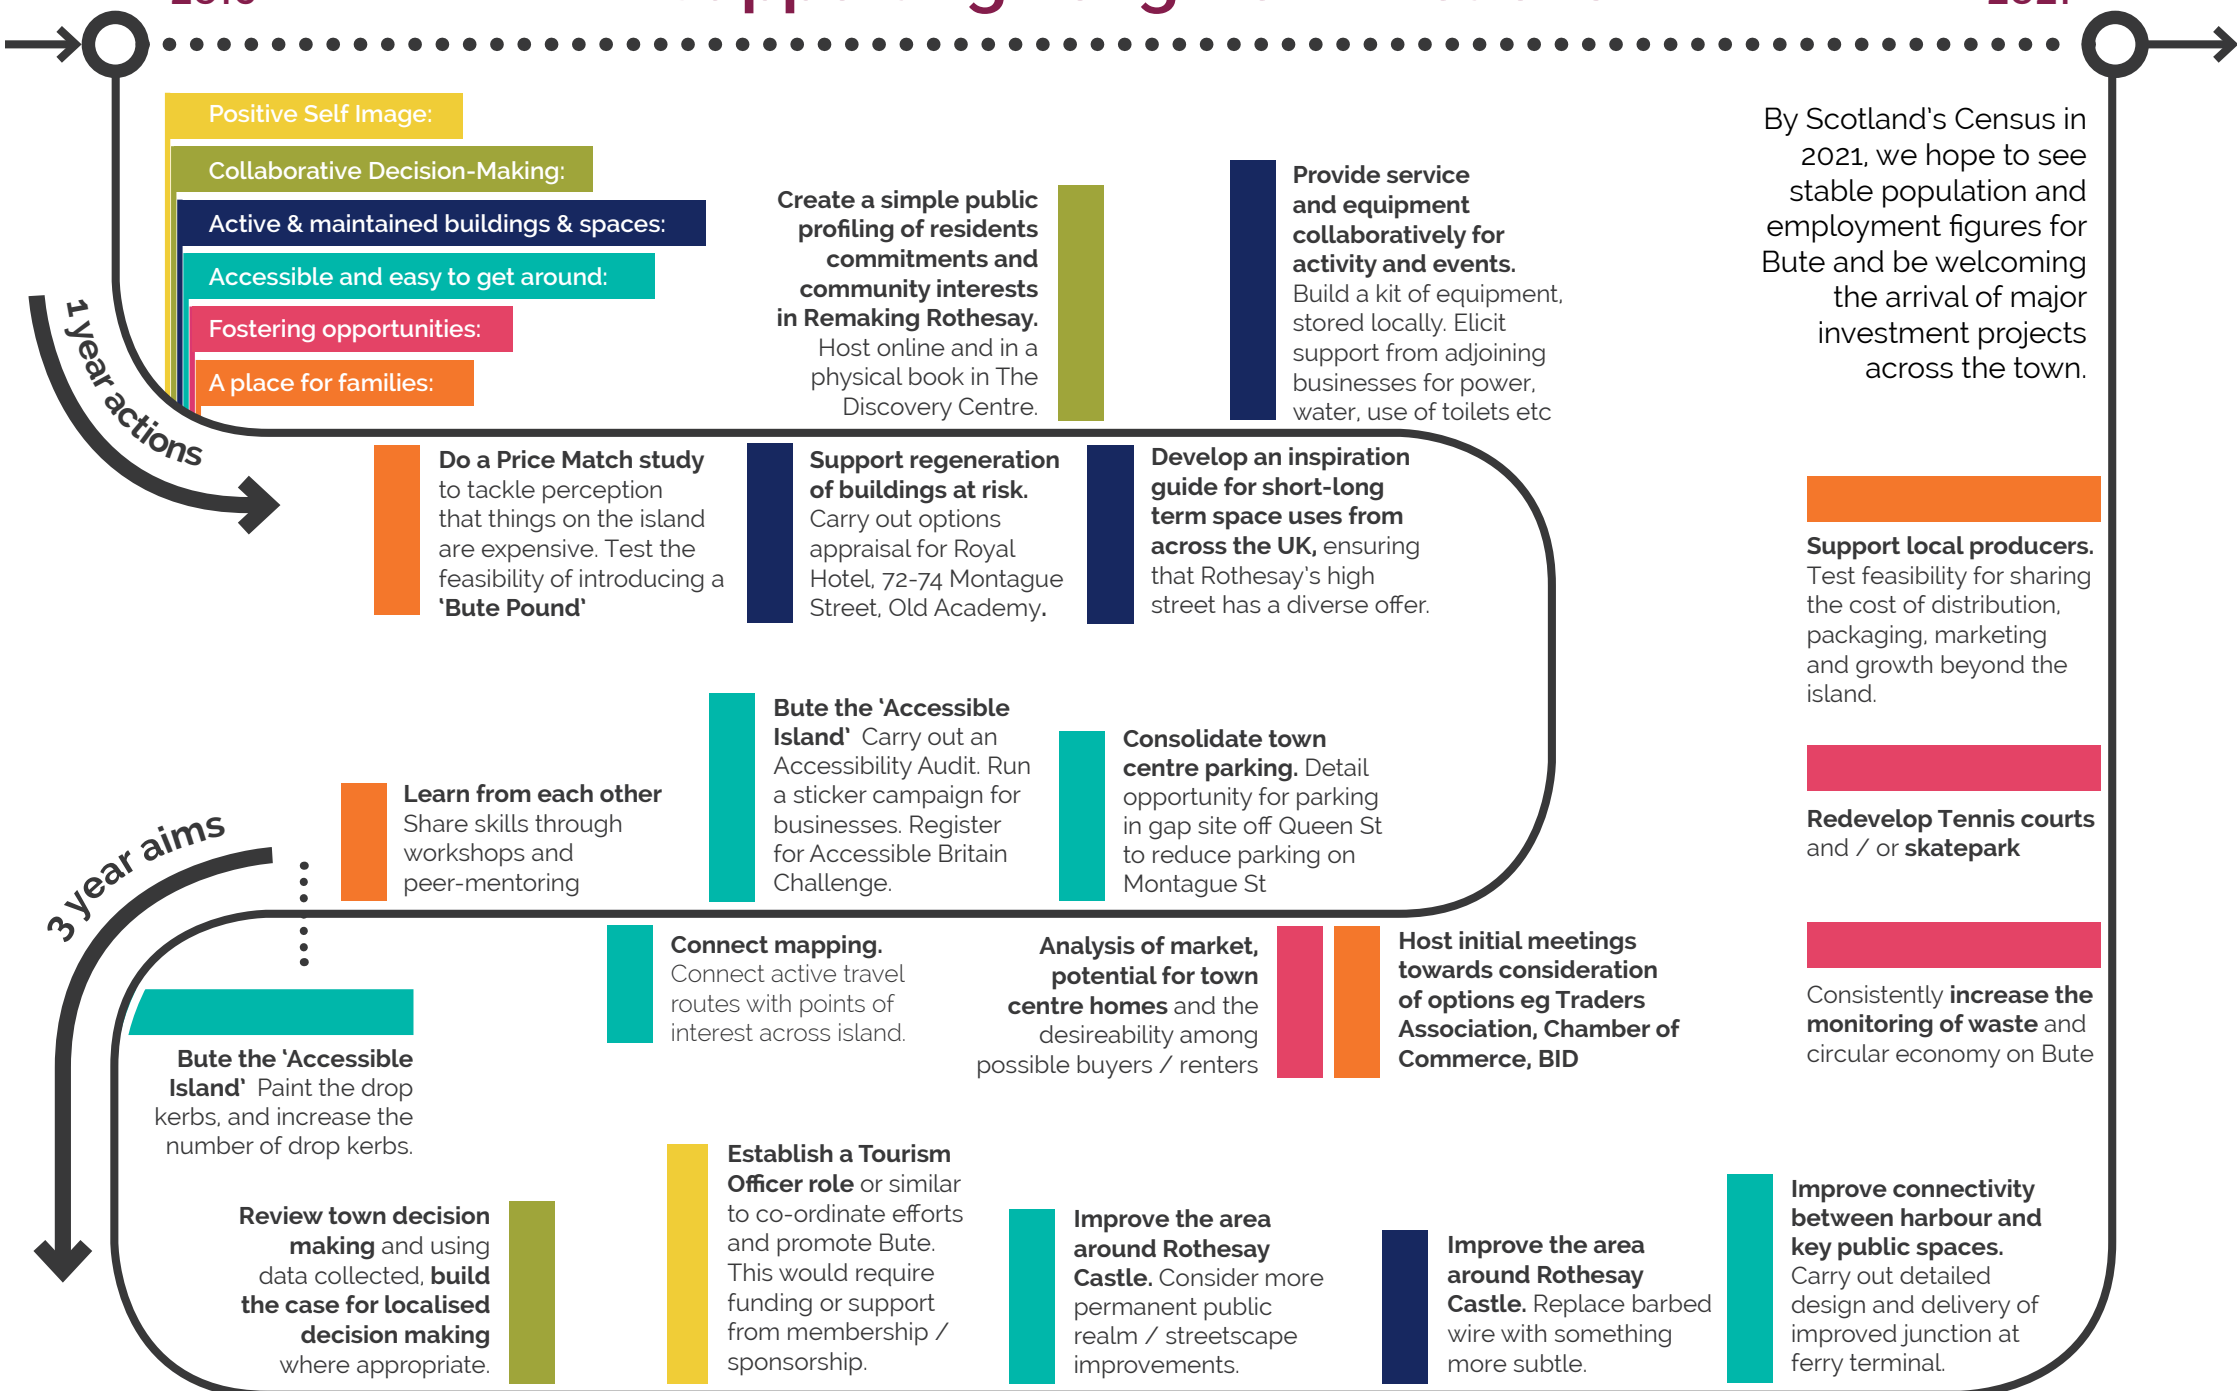 Positive Self Image:
Collaborative Decision-Making:
Active & maintained buildings & spaces:
Accessible and easy to get around:
Fostering opportunities:
A place for families:
1 year actions
Create a simple public
profiling of residents
commitments and
community interests
in Remaking Rothesay.
Host online and in a
physical book in The
Discovery Centre.
Provide service
and equipment
collaboratively for
activity and events.
Build a kit of equipment,
stored locally. Elicit
support from adjoining
businesses for power,
water, use of toilets etc
By Scotland's Census in
2021, we hope to see
stable population and
employment figures for
Bute and be welcoming
the arrival of major
investment projects
across the town.
Do a Price Match study
to tackle perception
that things on the island
are expensive. Test the
feasibility of introducing a
‘Bute Pound‘
Support regeneration
of buildings at risk.
Carry out options
appraisal for Royal
Hotel, 72-74 Montague
Street, Old Academy.
Develop an inspiration
guide for short-long
term space uses from
across the UK, ensuring
that Rothesay's high
street has a diverse offer.
Learn from each other
Share skills through
workshops and
peer-mentoring
Bute the ‘Accessible
Island‘ Carry out an
Accessibility Audit. Run
a sticker campaign for
businesses. Register
for Accessible Britain
Challenge.
Consolidate town
centre parking. Detail
opportunity for parking
in gap site off Queen St
to reduce parking on
Montague St
3 year aims
Bute the ‘Accessible
Island‘ Paint the drop
kerbs, and increase the
number of drop kerbs.
Connect mapping.
Connect active travel
routes with points of
interest across island.
Analysis of market,
potential for town
centre homes and the
desireability among
possible buyers / renters
Host initial meetings
towards consideration
of options eg Traders
Association, Chamber of
Commerce, BID
Review town decision
making and using
data collected, build
the case for localised
decision making
where appropriate.
Establish a Tourism
Officer role or similar
to co-ordinate efforts
and promote Bute.
This would require
funding or support
from membership /
sponsorship.
Improve the area
around Rothesay
Castle. Consider more
permanent public
realm / streetscape
improvements.
Improve the area
around Rothesay
Castle. Replace barbed
wire with something
more subtle.
Improve connectivity
between harbour and
key public spaces.
Carry out detailed
design and delivery of
improved junction at
ferry terminal.
Support local producers.
Test feasibility for sharing
the cost of distribution,
packaging, marketing
and growth beyond the
island.
Redevelop Tennis courts
and / or skatepark
Consistently increase the
monitoring of waste and
circular economy on Bute